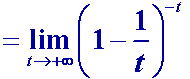 = lim_{t→+∞} (1 − 1/t)^{−t}